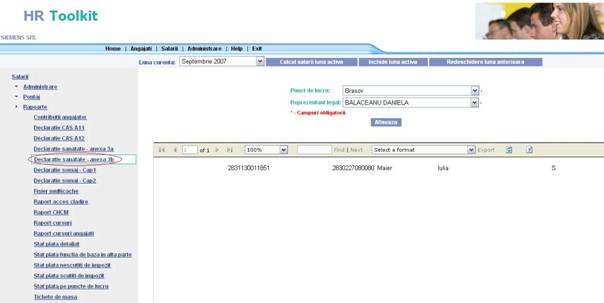 HR Toolkit
SIEMENS SRL
Home | Angajati | Salarii | Administrare | Help | Exit
Luna curenta: Septembrie 2007 Calcul salarii luna activa Inchide luna activa Redeschidere luna anterioara
Salarii
Administrare
Pontaj
Rapoarte
Contributii angajator
Declaratie CAS A11
Declaratie CAS A12
Declaratie sanatate - anexa 3a
Declaratie sanatate - anexa 3b
Declaratie somaj - Cap1
Declaratie somaj - Cap2
Fisier multicache
Raport acces cladire
Raport CHCM
Raport cursuri
Raport cursuri angajati
Stat plata detaliat
Stat plata functia de baza in alta parte
Stat plata nescutiti de impozit
Stat plata scutiti de impozit
Stat plata pe puncte de lucru
Tichete de masa
Punct de lucru: Brasov *
Reprezentant legal: BALACEANU DANIELA *
* - Campuri obligatorii
Afiseaza
1 of 1 100% Find | Next Select a format Export
2831130011851 2830227080080 Maier Iulia S